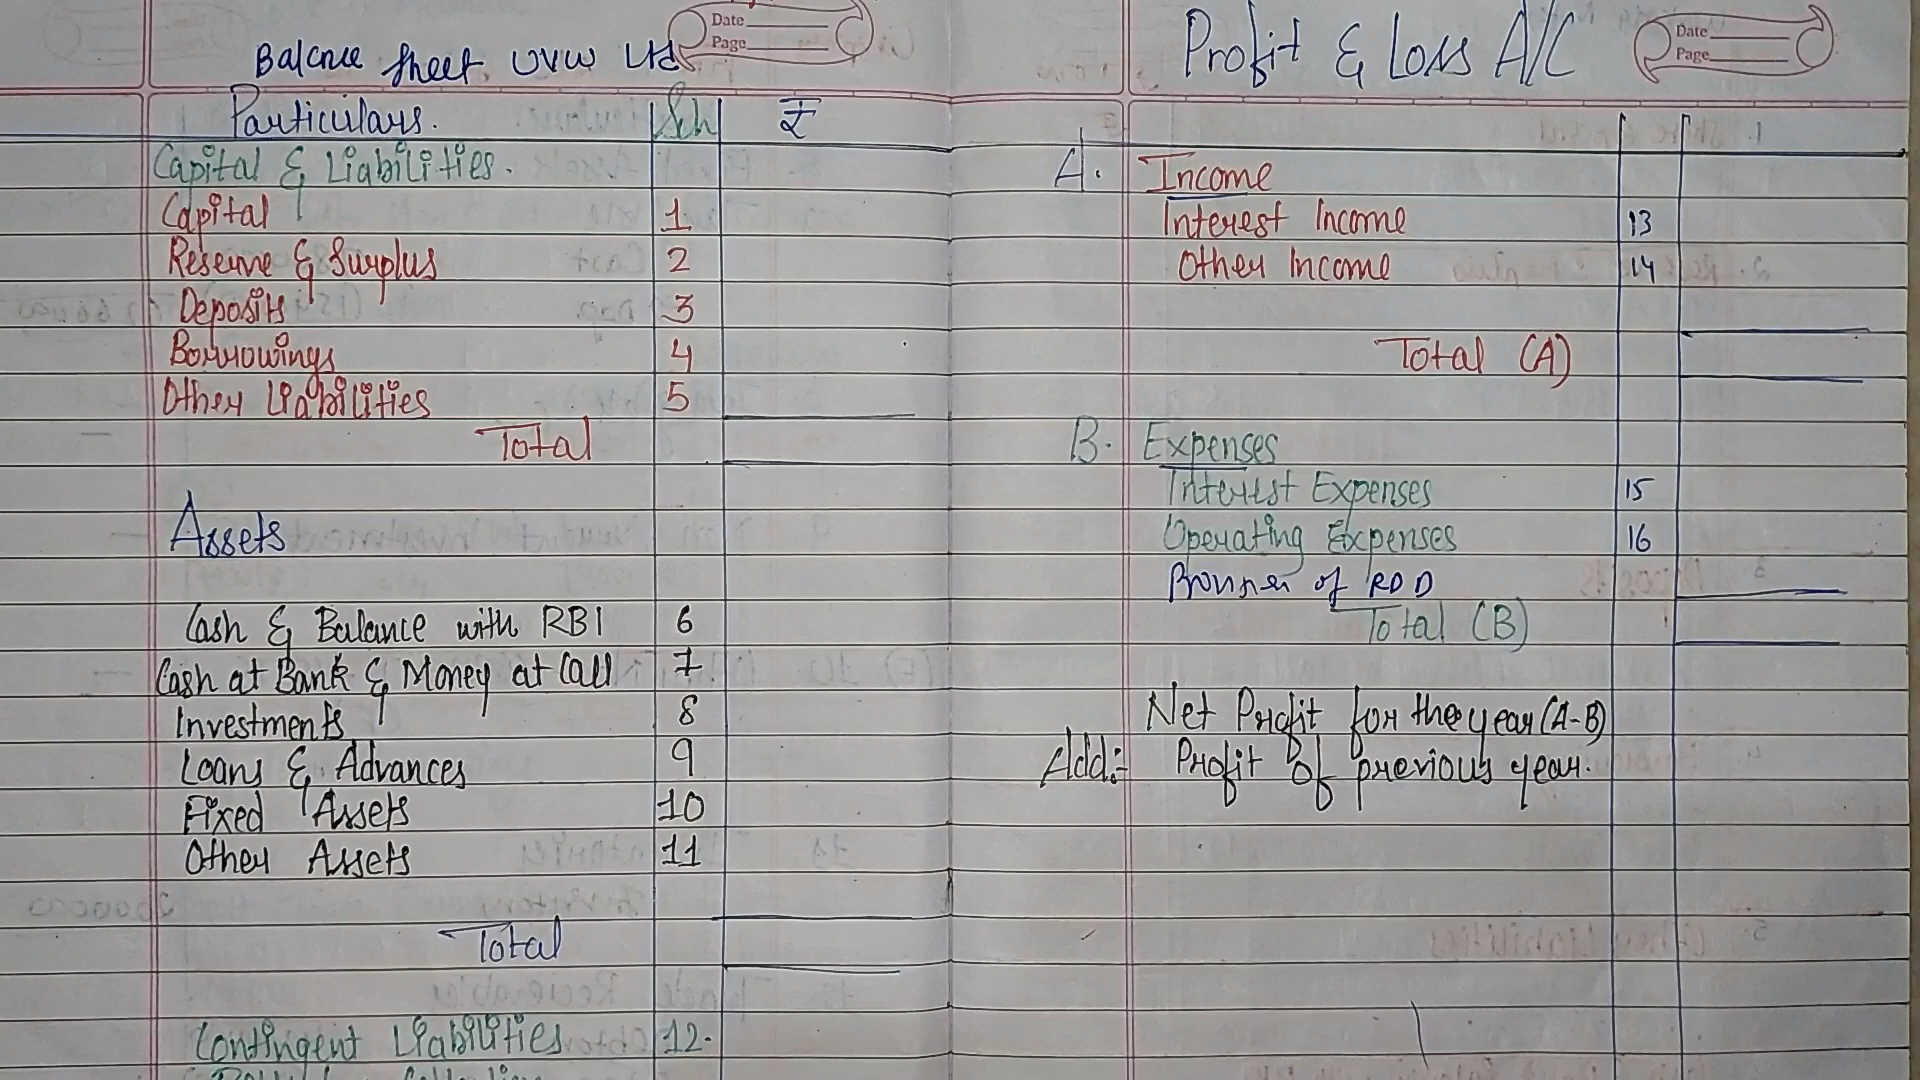 Date
Page
Balance Sheet UVW Ltd
Particulars. Sch ₹
Capital & Liabilities.
Capital 1
Reserve & Surplus 2
Deposits 3
Borrowings 4
Other Liabilities 5
Total
Assets
Cash & Balance with RBI 6
Cash at Bank & Money at Call 7
Investments 8
Loans & Advances 9
Fixed Assets 10
Other Assets 11
Total
Contingent Liabilities 12.
Date
Page
Profit & Loss A/C
A. Income
Interest Income 13
Other Income 14
Total (A)
B. Expenses
Interest Expenses 15
Operating Expenses 16
of RDD
Total (B)
Net Profit for the year (A-B)
Add:- Profit of previous year.